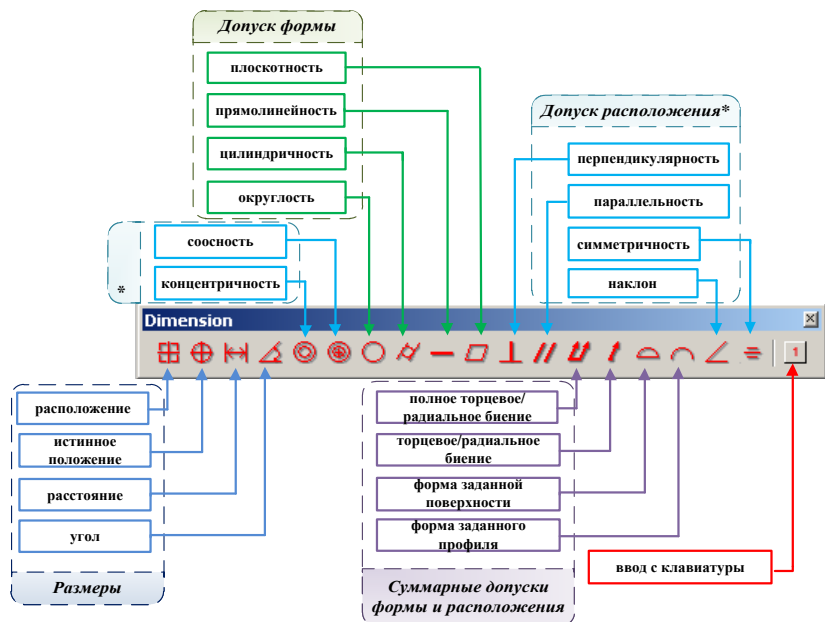 Допуск формы
плоскотность
прямолинейность
цилиндричность
округлость
Допуск расположения*
перпендикулярность
параллельность
симметричность
наклон
соосность
концентричность
*
Dimension
1
расположение
истинное
положение
расстояние
угол
Размеры
полное торцевое/
радиальное биение
торцевое/радиальное
биение
форма заданной
поверхности
форма заданного
профиля
Суммарные допуски
формы и расположения
ввод с клавиатуры